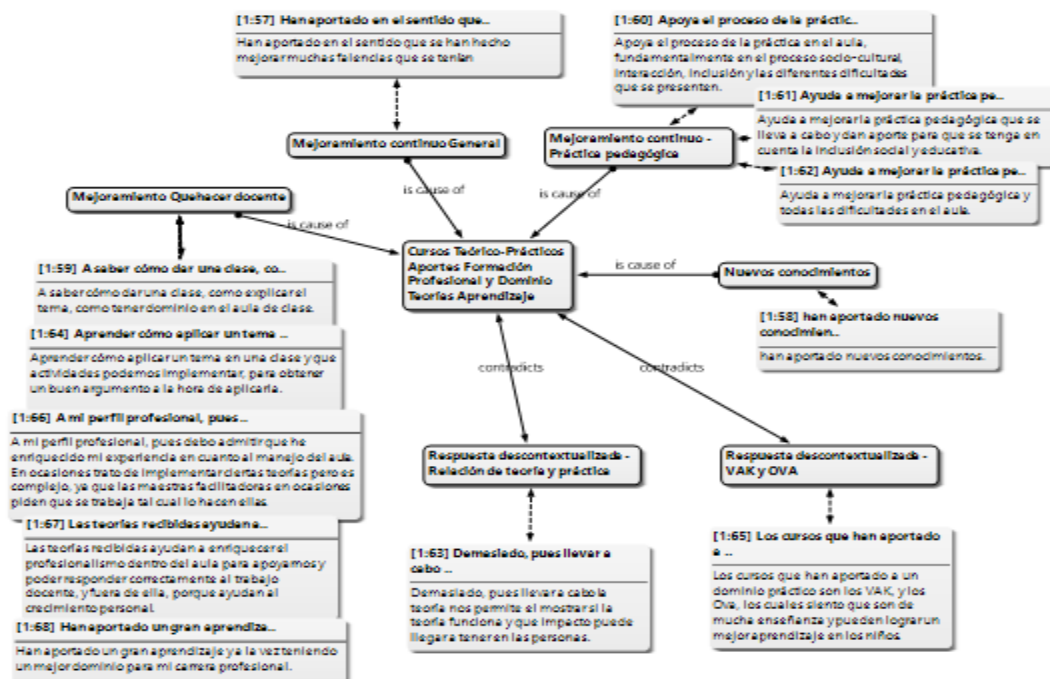 [1:57] Han aportado en el sentido que...
Han aportado en el sentido que se han hecho
mejorar muchas falencias que se tenían
[1:60] Apoya el proceso de la práctic...
Apoya el proceso de la práctica en el aula,
fundamentalmente en el proceso socio-cultural,
interacción, inclusión y las diferentes dificultades
que se presenten.
[1:61] Ayuda a mejorar la práctica pe...
Ayuda a mejorar la práctica pedagógica que se
lleva a cabo y dan aporte para que se tenga en
cuenta la inclusión social y educativa.
[1:62] Ayuda a mejorar la práctica pe...
Ayuda a mejorar la práctica pedagógica y
todas las dificultades en el aula.
Mejoramiento continuo General
Mejoramiento continuo -
Práctica pedagógica
is cause of
is cause of
Mejoramiento Quehacer docente
is cause of
Cursos Teórico-Prácticos
Aportes Formación
Profesional y Dominio
Teorías Aprendizaje
is cause of
Nuevos conocimientos
[1:58] han aportado nuevos
conocimien...
han aportado nuevos conocimientos.
[1:59] A saber cómo dar una clase, co...
A saber cómo dar una clase, como explicar el
tema, como tener dominio en el aula de clase.
[1:64] Aprender cómo aplicar un tema ...
Aprender cómo aplicar un tema en una clase y que
actividades podemos implementar, para obtener
un buen argumento a la hora de aplicarla.
[1:66] A mi perfil profesional, pues...
A mi perfil profesional, pues debo admitir que he
enriquecido mi experiencia en cuanto al manejo del aula.
En ocasiones trato de implementar ciertas teorías pero es
complejo, ya que las maestras facilitadoras en ocasiones
piden que se trabaja tal cual lo hacen ellas.
[1:67] Las teorías recibidas ayudan a...
Las teorías recibidas ayudan a enriquecer el
profesionalismo dentro del aula para apoyarnos y
poder responder correctamente al trabajo
docente, y fuera de ella, porque ayudan al
crecimiento personal.
[1:68] Han aportado un gran aprendiza...
Han aportado un gran aprendizaje y a la vez teniendo
un mejor dominio para mi carrera profesional.
contradicts
contradicts
Respuesta descontextualizada -
Relación de teoría y práctica
Respuesta descontextualizada -
VAK y OVA
[1:63] Demasiado, pues llevar a
cabo ...
Demasiado, pues llevar a cabo la
teoría nos permite el mostrar si la
teoría funciona y que impacto puede
llegar a tener en las personas.
[1:65] Los cursos que han aportado
a ...
Los cursos que han aportado a un
dominio práctico son los VAK, y los
Ova, los cuales siento que son de
mucha enseñanza y pueden lograr un
mejor aprendizaje en los niños